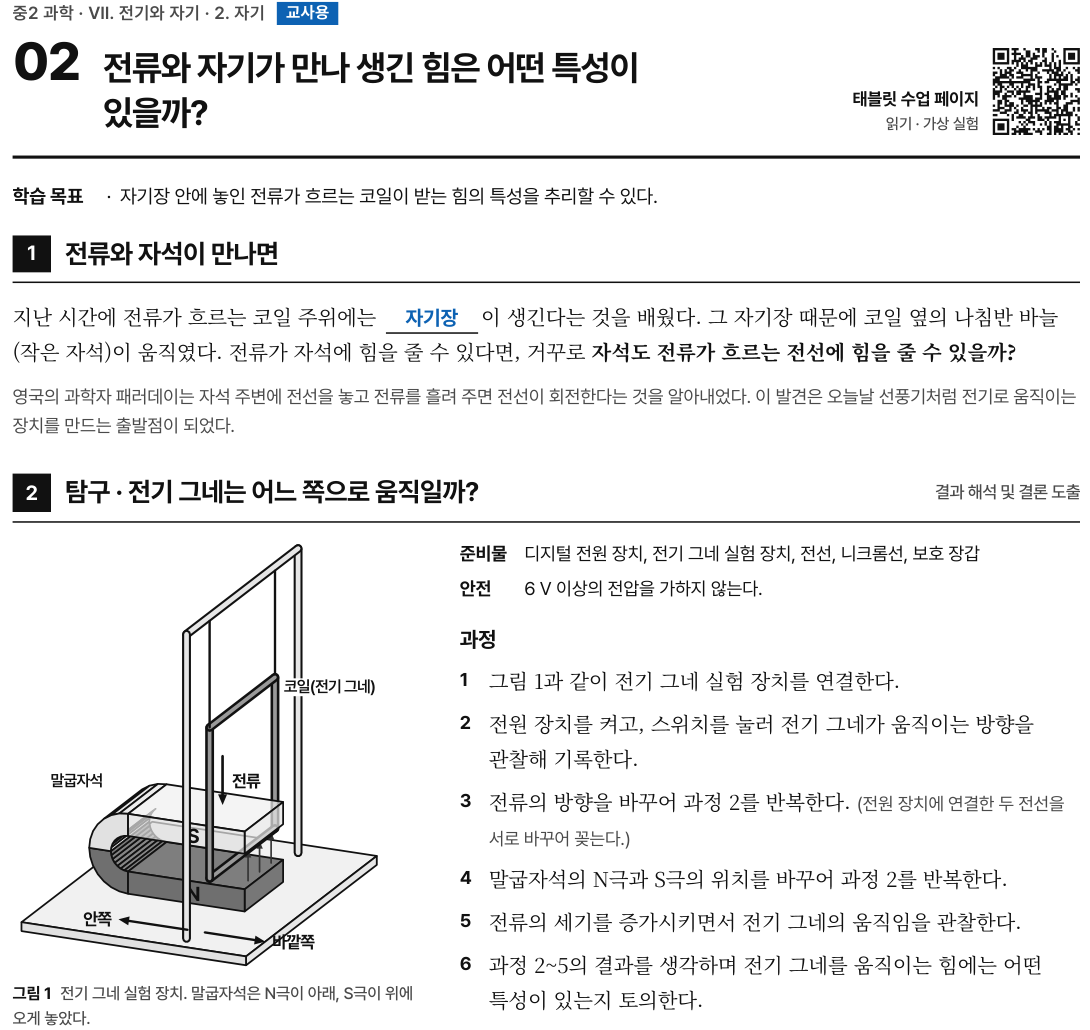 중2 과학 · VII. 전기와 자기 · 2. 자기 교사용
02 전류와 자기가 만나 생긴 힘은 어떤 특성이
있을까?
태블릿 수업 페이지
읽기 · 가상 실험
학습 목표 · 자기장 안에 놓인 전류가 흐르는 코일이 받는 힘의 특성을 추리할 수 있다.
1 전류와 자석이 만나면
지난 시간에 전류가 흐르는 코일 주위에는 자기장 이 생긴다는 것을 배웠다. 그 자기장 때문에 코일 옆의 나침반 바늘
(작은 자석)이 움직였다. 전류가 자석에 힘을 줄 수 있다면, 거꾸로 자석도 전류가 흐르는 전선에 힘을 줄 수 있을까?
영국의 과학자 패러데이는 자석 주변에 전선을 놓고 전류를 흘려 주면 전선이 회전한다는 것을 알아내었다. 이 발견은 오늘날 선풍기처럼 전기로 움직이는
장치를 만드는 출발점이 되었다.
2 탐구 · 전기 그네는 어느 쪽으로 움직일까?
결과 해석 및 결론 도출
코일(전기 그네)
말굽자석
전류
S
N
안쪽
바깥쪽
그림 1 전기 그네 실험 장치. 말굽자석은 N극이 아래, S극이 위에
오게 놓았다.
준비물 디지털 전원 장치, 전기 그네 실험 장치, 전선, 니크롬선, 보호 장갑
안전 6 V 이상의 전압을 가하지 않는다.
과정
1 그림 1과 같이 전기 그네 실험 장치를 연결한다.
2 전원 장치를 켜고, 스위치를 눌러 전기 그네가 움직이는 방향을
관찰해 기록한다.
3 전류의 방향을 바꾸어 과정 2를 반복한다. (전원 장치에 연결한 두 전선을
서로 바꾸어 꽂는다.)
4 말굽자석의 N극과 S극의 위치를 바꾸어 과정 2를 반복한다.
5 전류의 세기를 증가시키면서 전기 그네의 움직임을 관찰한다.
6 과정 2~5의 결과를 생각하며 전기 그네를 움직이는 힘에는 어떤
특성이 있는지 토의한다.